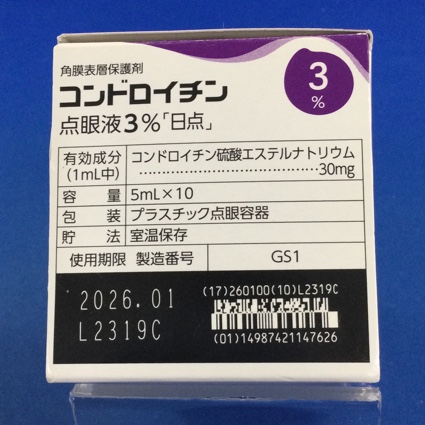 角膜表層保護剤
コンドロイチン
点眼液3%「日点」
3
%
有効成分 コンドロイチン硫酸エステルナトリウム
(1mL中) ……………………………30mg
容量 5mL×10
包装 プラスチック点眼容器
貯法 室温保存
使用期限 製造番号 GS1
2026.01
L2319C
(17)260100(10)L2319C
(01)14987421147626